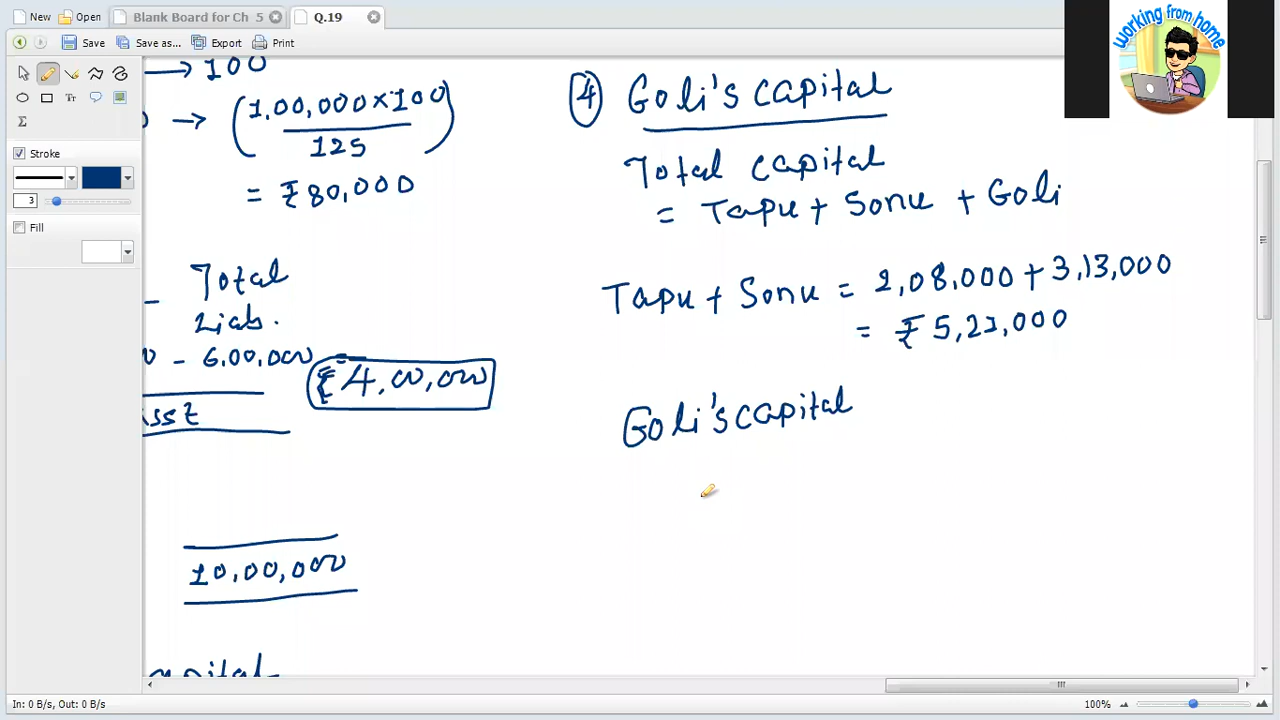 New Open Blank Board for Ch 5 Q.19
Save Save as... Export Print
Stroke
3
Fill
working from home
→ 100
→ (1,00,000 × 100 / 125)
= ₹ 80,000
Total
Liab.
0 - 6,00,000 = ₹ 4,00,000
10,00,000
④ Goli's capital
Total capital
= Tapu + Sonu + Goli
Tapu + Sonu = 2,08,000 + 3,13,000
= ₹ 5,21,000
Goli's capital
In: 0 B/s, Out: 0 B/s 100%